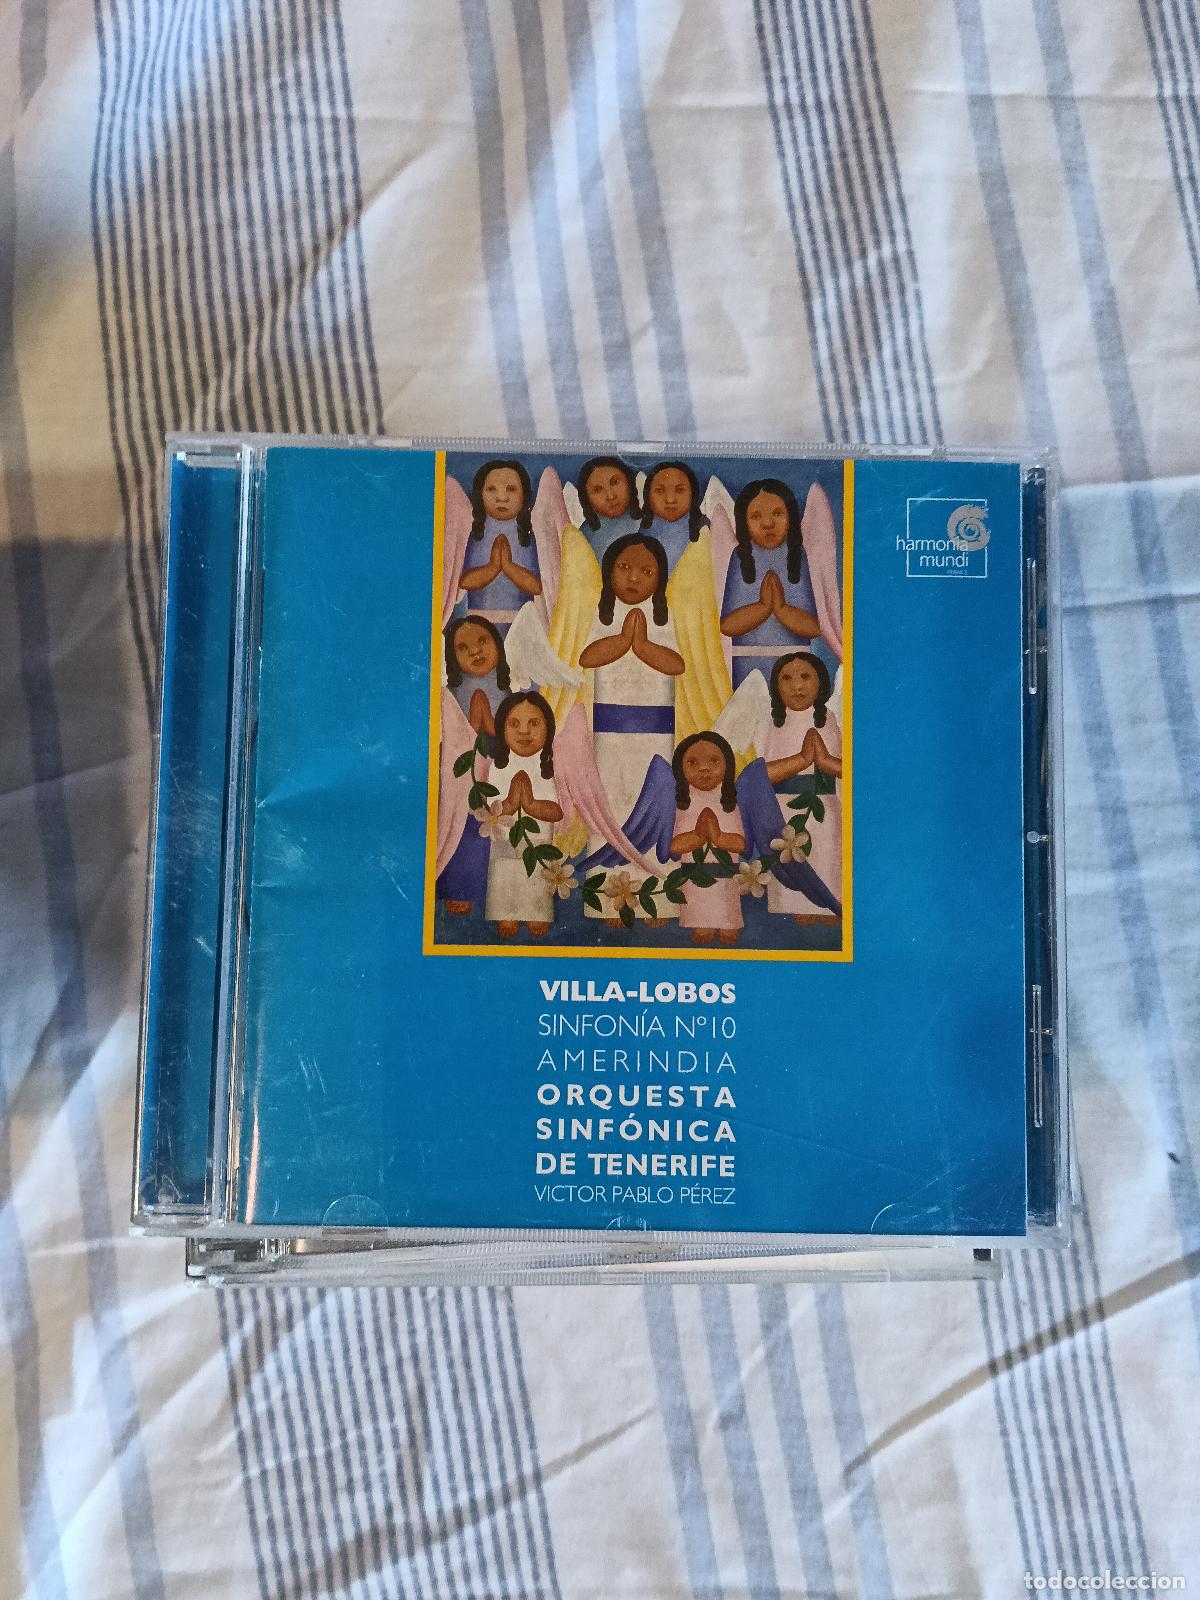 harmonia
mundi
VILLA-LOBOS
SINFONÍA Nº10
AMERINDIA
ORQUESTA
SINFÓNICA
DE TENERIFE
VICTOR PABLO PÉREZ
todocoleccion